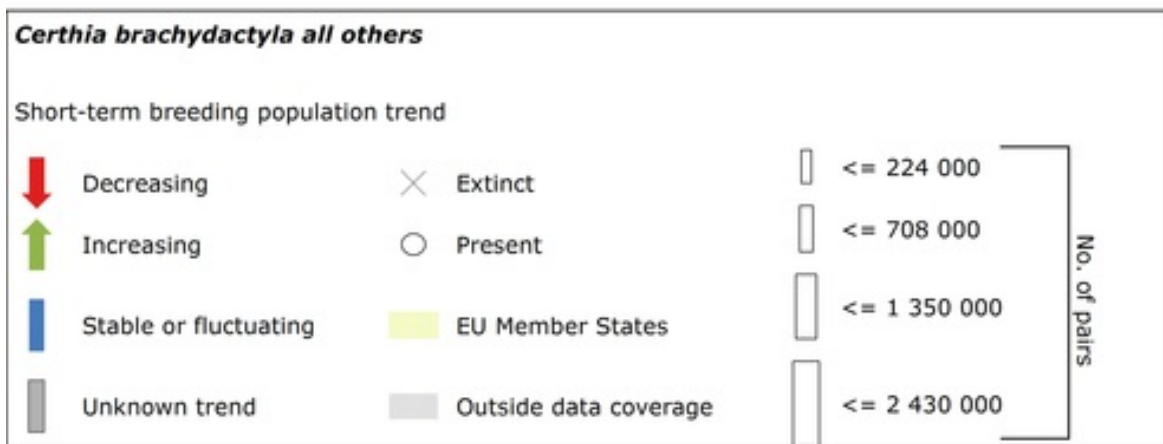 Certhia brachydactyla all others
Short-term breeding population trend
Decreasing
Extinct
<= 224 000
Increasing
Present
<= 708 000
Stable or fluctuating
EU Member States
<= 1 350 000
Unknown trend
Outside data coverage
<= 2 430 000
No. of pairs